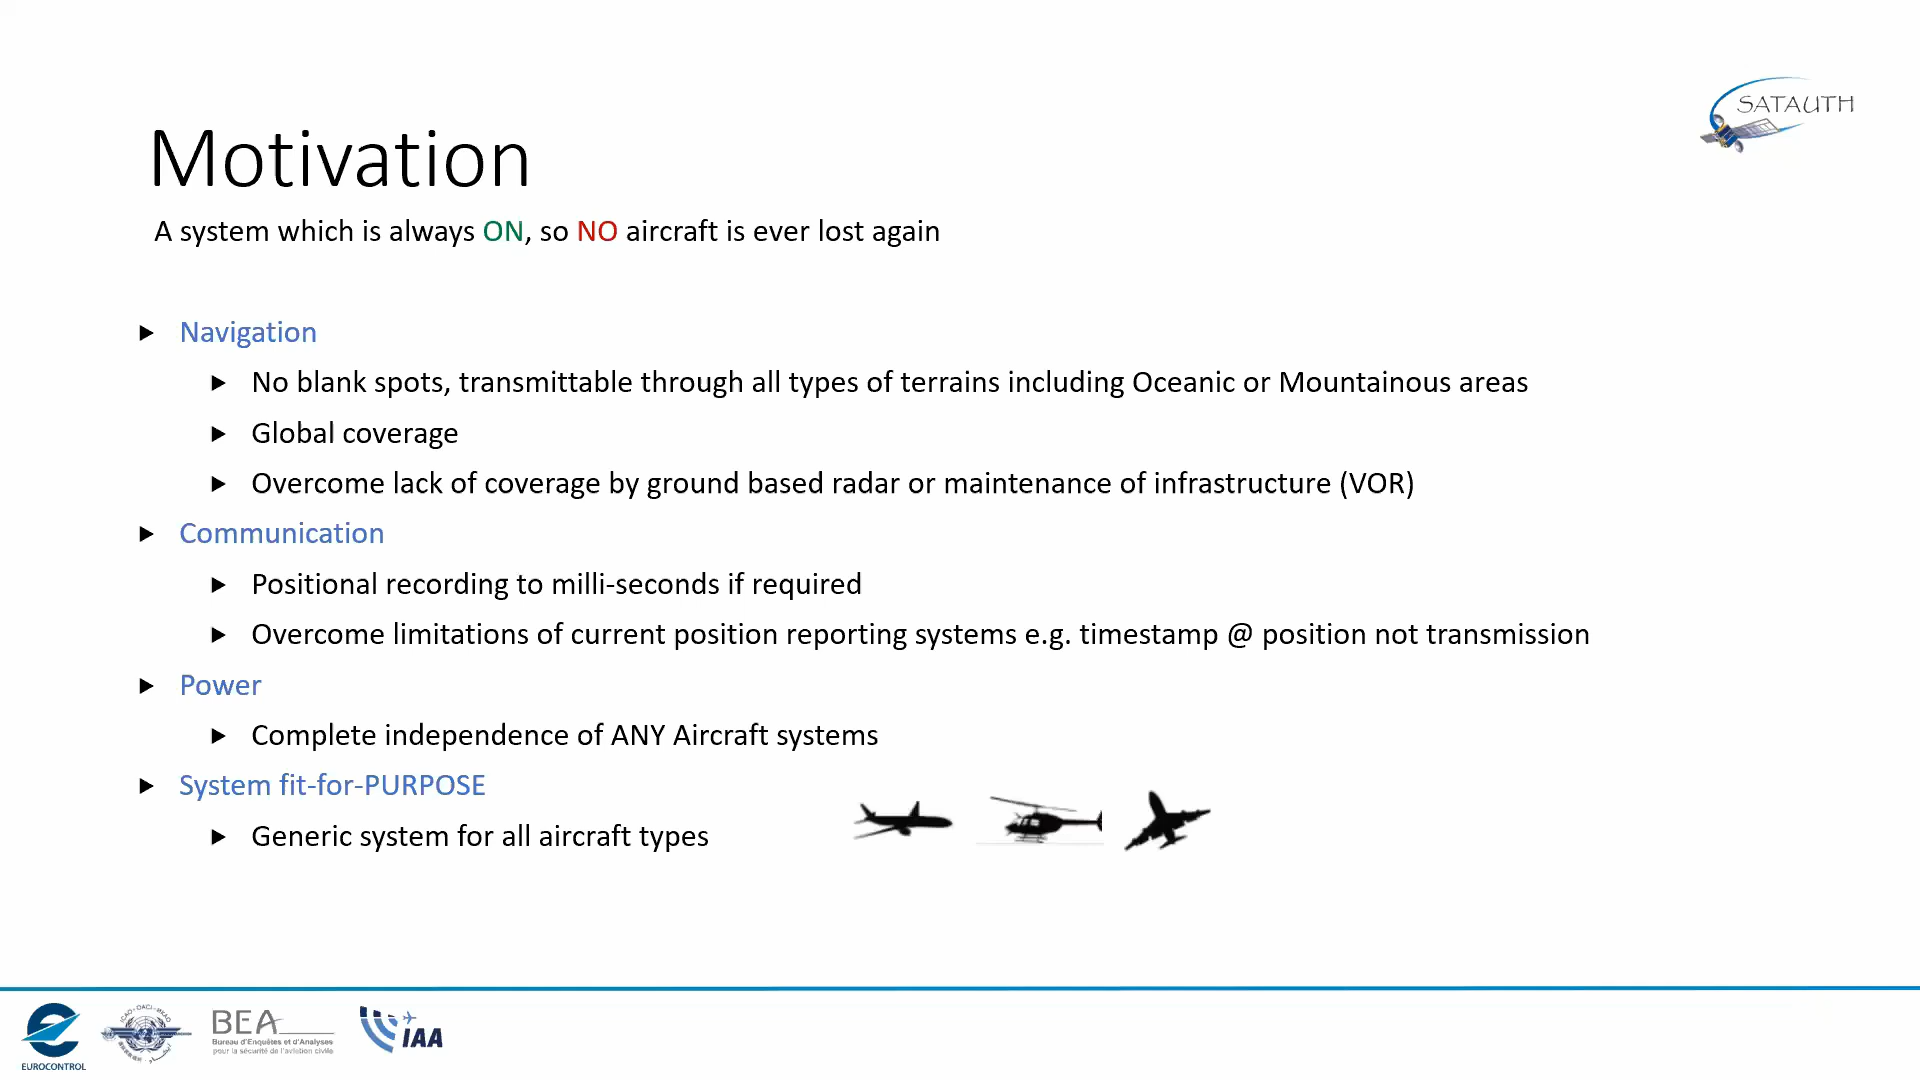 SATAUTH
Motivation
A system which is always ON, so NO aircraft is ever lost again
Navigation
No blank spots, transmittable through all types of terrains including Oceanic or Mountainous areas
Global coverage
Overcome lack of coverage by ground based radar or maintenance of infrastructure (VOR)
Communication
Positional recording to milli-seconds if required
Overcome limitations of current position reporting systems e.g. timestamp @ position not transmission
Power
Complete independence of ANY Aircraft systems
System fit-for-PURPOSE
Generic system for all aircraft types
EUROCONTROL
BEA
Bureau d'Enquêtes et d'Analyses
pour la sécurité de l'aviation civile
IAA